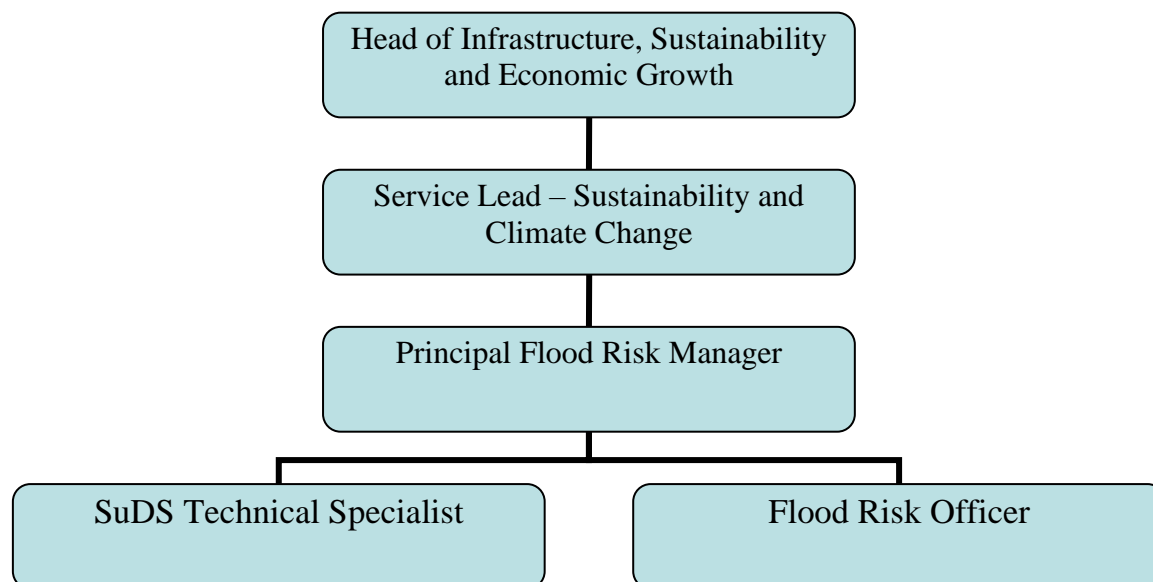 Head of Infrastructure, Sustainability
and Economic Growth
Service Lead – Sustainability and
Climate Change
Principal Flood Risk Manager
SuDS Technical Specialist
Flood Risk Officer